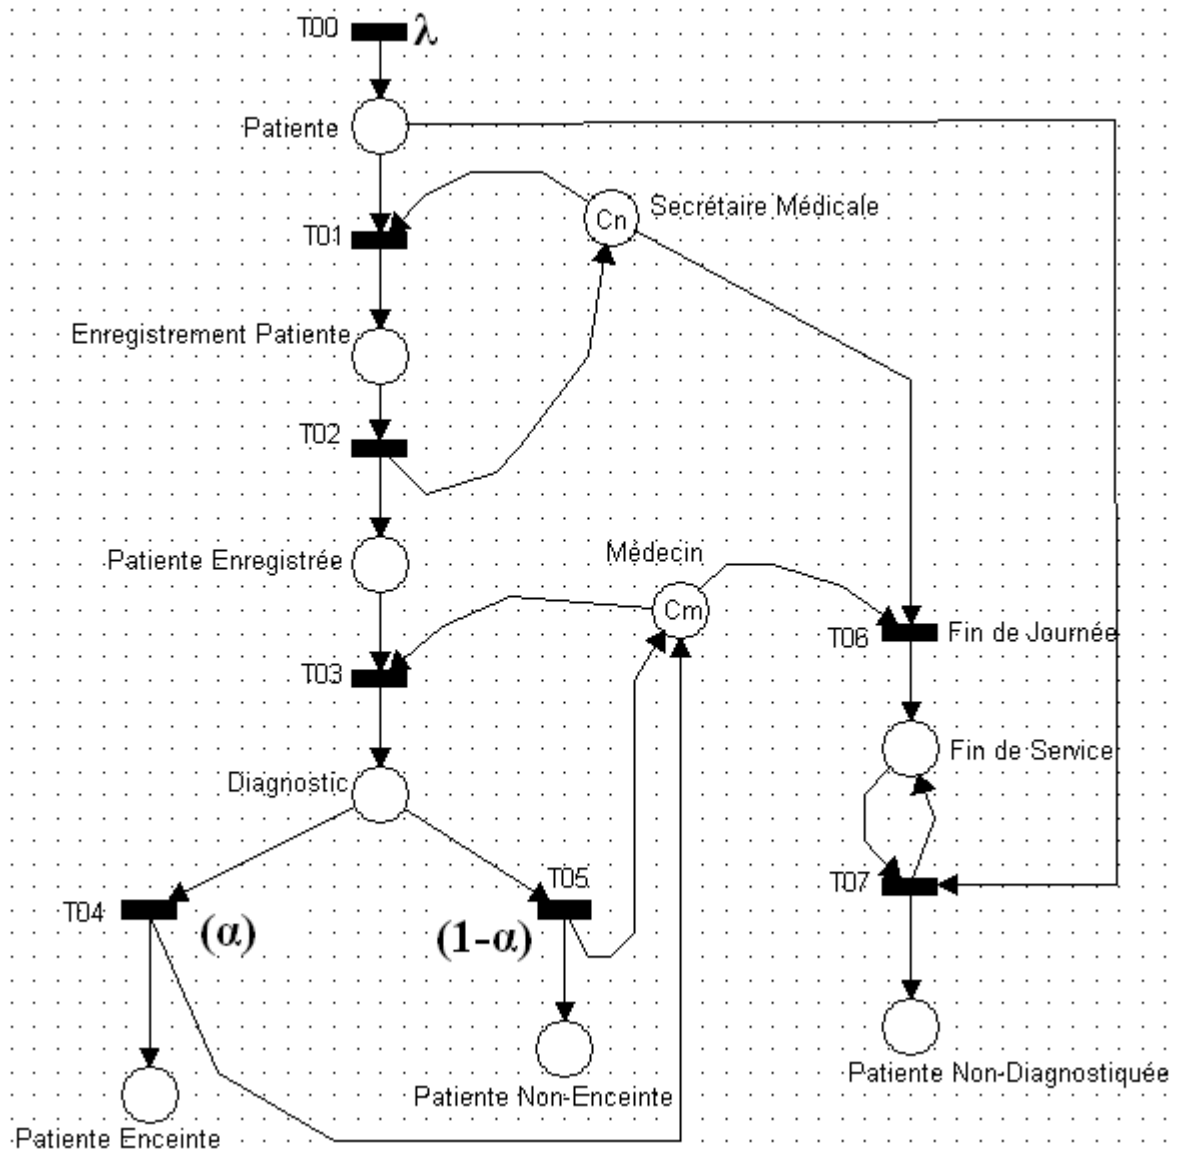 T00 λ
Patiente
Cn Secrétaire Médicale
T01
Enregistrement Patiente
T02
Patiente Enregistrée
Médecin
Cm
T03
T06 Fin de Journée
Fin de Service
Diagnostic
T04
(α)
T05
(1-α)
T07
Patiente Non-Diagnostiquée
Patiente Non-Enceinte
Patiente Enceinte